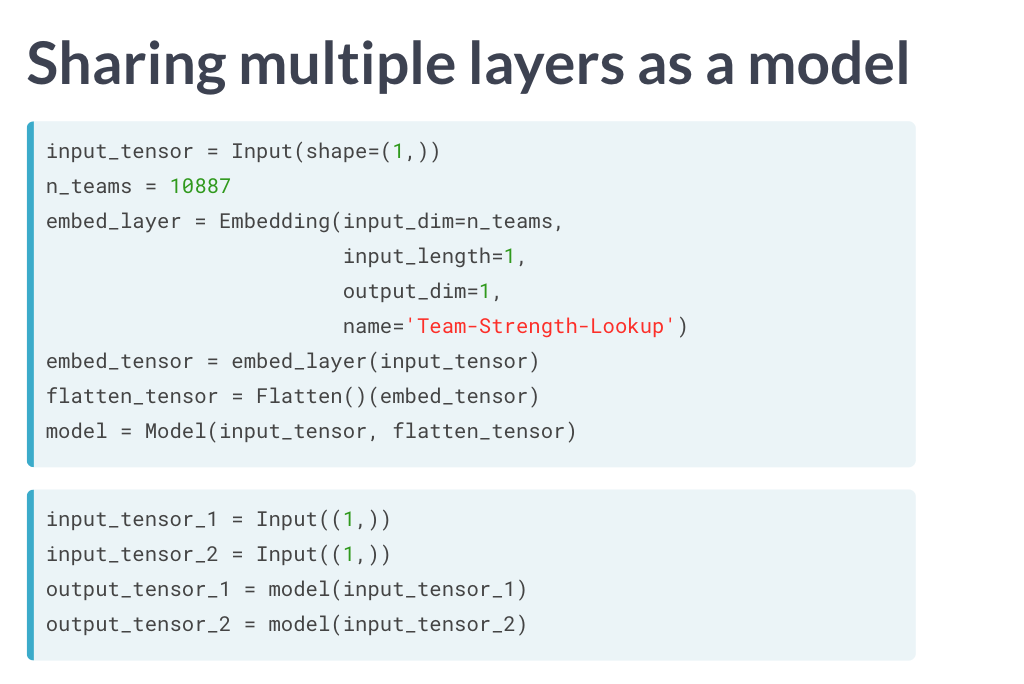 Sharing multiple layers as a model
input_tensor = Input(shape=(1,))
n_teams = 10887
embed_layer = Embedding(input_dim=n_teams,
                        input_length=1,
                        output_dim=1,
                        name='Team-Strength-Lookup')
embed_tensor = embed_layer(input_tensor)
flatten_tensor = Flatten()(embed_tensor)
model = Model(input_tensor, flatten_tensor)
input_tensor_1 = Input((1,))
input_tensor_2 = Input((1,))
output_tensor_1 = model(input_tensor_1)
output_tensor_2 = model(input_tensor_2)